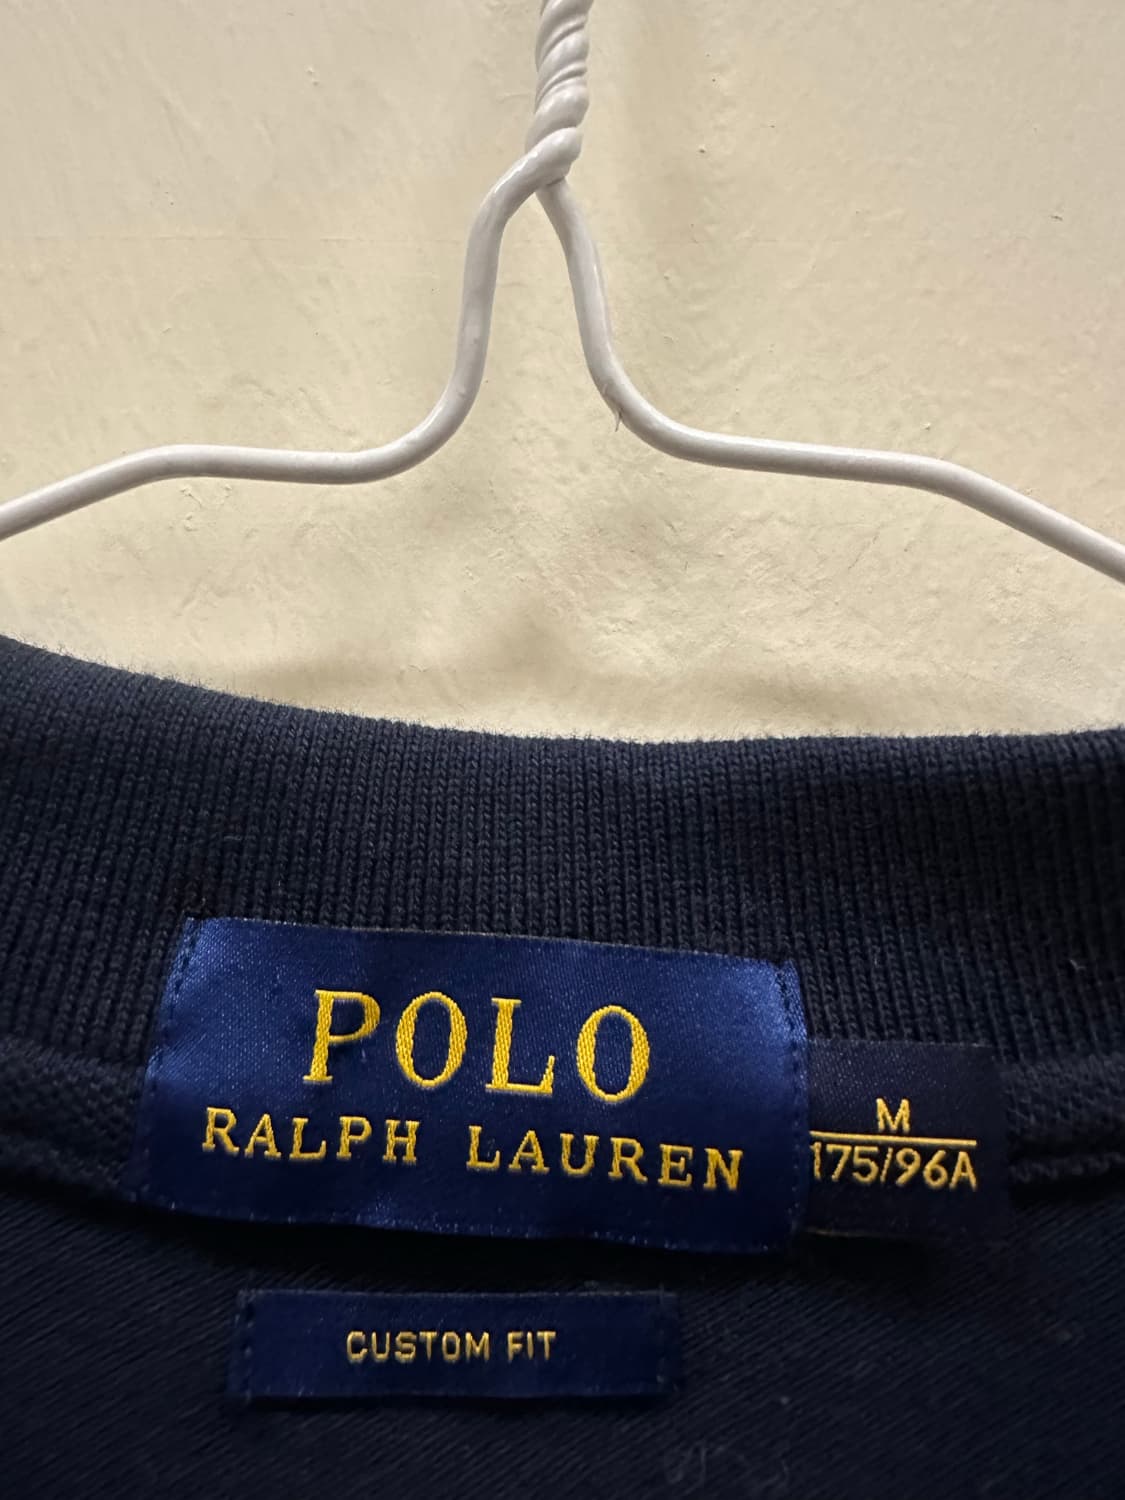 POLO
RALPH LAUREN
M
175/96A
CUSTOM FIT